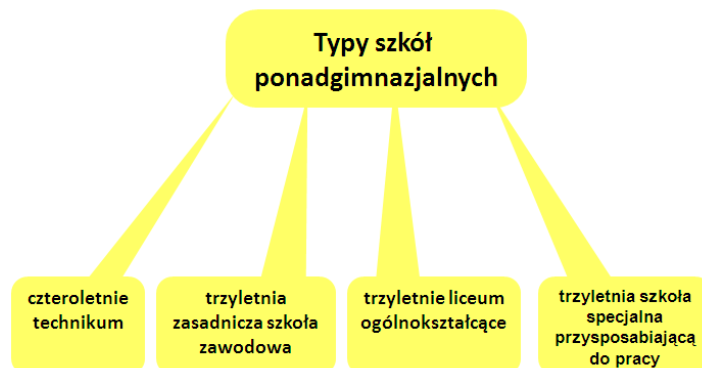 Typy szkół
ponadgimnazjalnych
czteroletnie
technikum
trzyletnia
zasadnicza szkoła
zawodowa
trzyletnie liceum
ogólnokształcące
trzyletnia szkoła
specjalna
przysposabiającą
do pracy